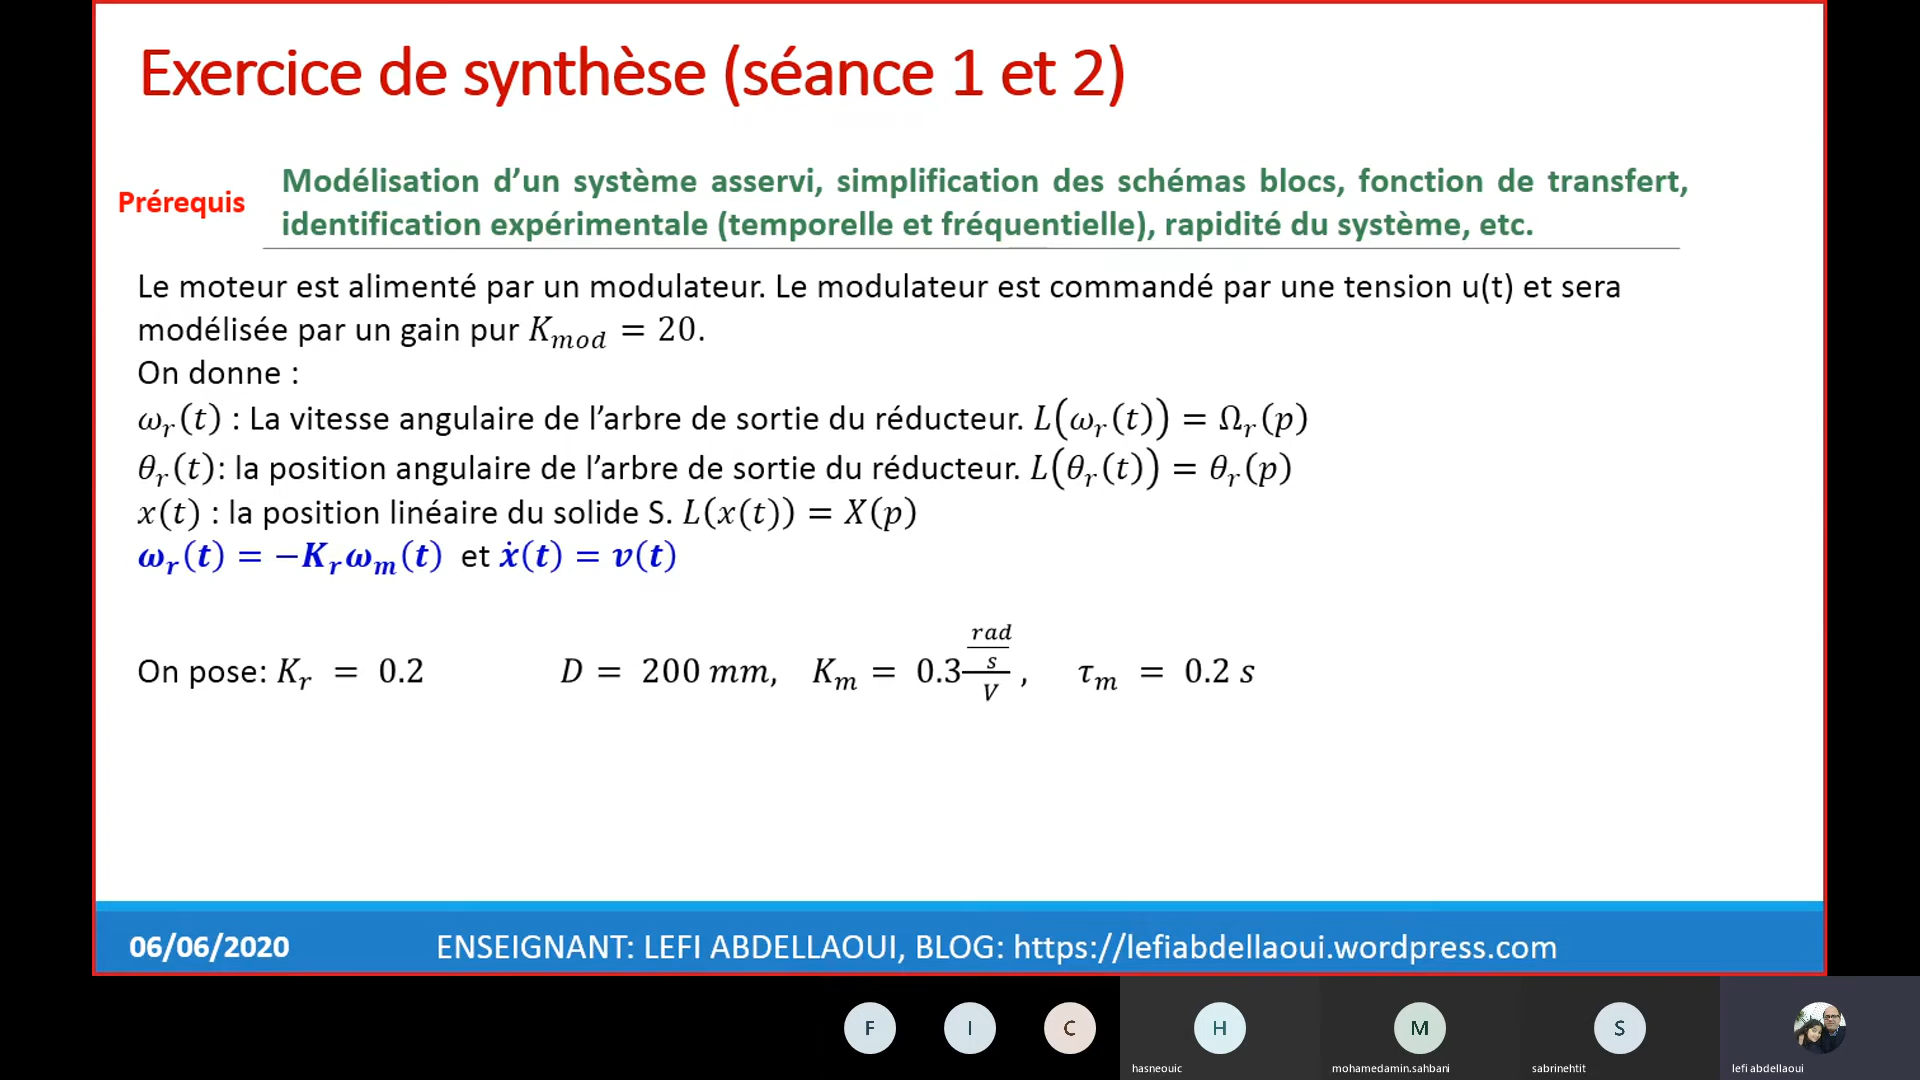 Exercice de synthèse (séance 1 et 2)
Prérequis
Modélisation d’un système asservi, simplification des schémas blocs, fonction de transfert,
identification expérimentale (temporelle et fréquentielle), rapidité du système, etc.
Le moteur est alimenté par un modulateur. Le modulateur est commandé par une tension u(t) et sera
modélisée par un gain pur K_mod = 20.
On donne :
ω_r(t) : La vitesse angulaire de l’arbre de sortie du réducteur. L(ω_r(t)) = Ω_r(p)
θ_r(t): la position angulaire de l’arbre de sortie du réducteur. L(θ_r(t)) = θ_r(p)
x(t) : la position linéaire du solide S. L(x(t)) = X(p)
ω_r(t) = −K_r ω_m(t) et ẋ(t) = v(t)
On pose: K_r = 0.2 D = 200 mm, K_m = 0.3 (rad/s)/V , τ_m = 0.2 s
06/06/2020 ENSEIGNANT: LEFI ABDELLAOUI, BLOG: https://lefiabdellaoui.wordpress.com
F I C H M S
hasneouic mohamedamin.sahbani sabrinehtit lefi abdellaoui